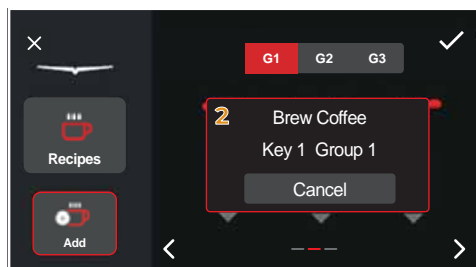 G1 G2 G3
2 Brew Coffee
Key 1 Group 1
Cancel
Recipes
Add